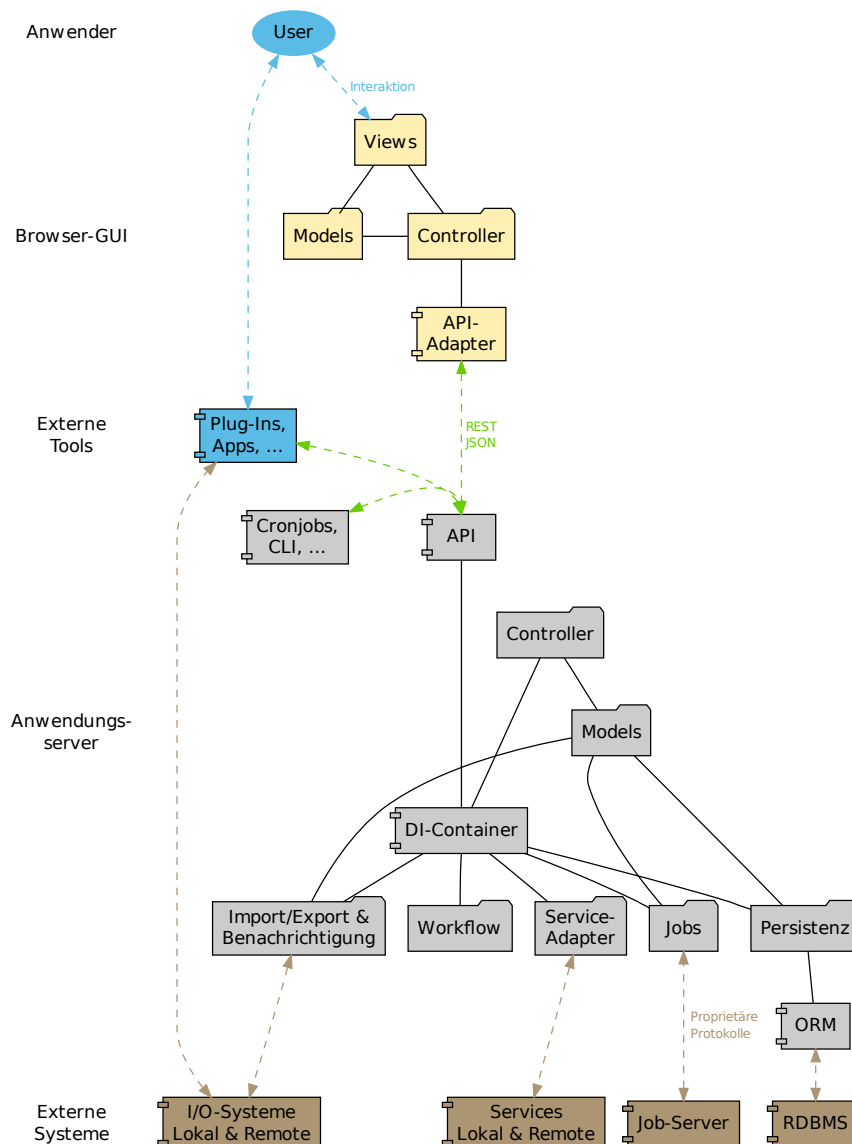 Anwender
User
Interaktion
Views
Browser-GUI
Models
Controller
API-
Adapter
Externe
Tools
Plug-Ins,
Apps, ...
REST
JSON
Cronjobs,
CLI, ...
API
Controller
Anwendungs-
server
Models
DI-Container
Import/Export &
Benachrichtigung
Workflow
Service-
Adapter
Jobs
Persistenz
Proprietäre
Protokolle
ORM
Externe
Systeme
I/O-Systeme
Lokal & Remote
Services
Lokal & Remote
Job-Server
RDBMS